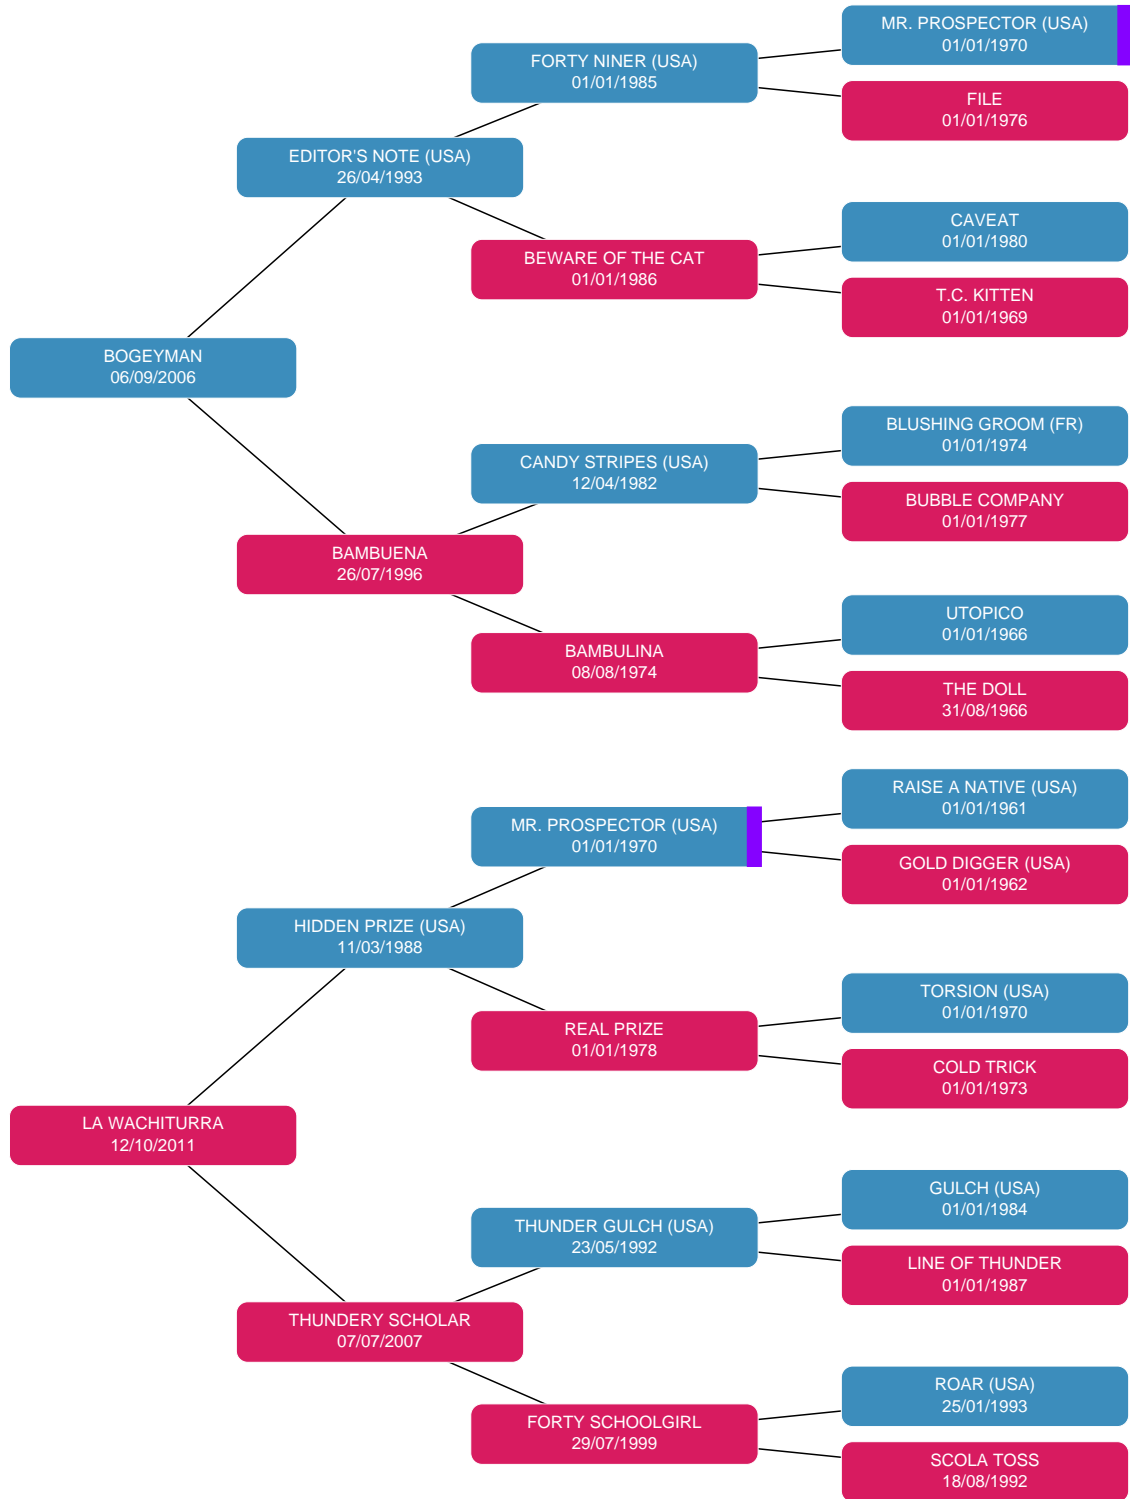 MR. PROSPECTOR (USA)
01/01/1970
FORTY NINER (USA)
01/01/1985
FILE
01/01/1976
EDITOR'S NOTE (USA)
26/04/1993
CAVEAT
01/01/1980
BEWARE OF THE CAT
01/01/1986
T.C. KITTEN
01/01/1969
BOGEYMAN
06/09/2006
BLUSHING GROOM (FR)
01/01/1974
CANDY STRIPES (USA)
12/04/1982
BUBBLE COMPANY
01/01/1977
BAMBUENA
26/07/1996
UTOPICO
01/01/1966
BAMBULINA
08/08/1974
THE DOLL
31/08/1966
RAISE A NATIVE (USA)
01/01/1961
MR. PROSPECTOR (USA)
01/01/1970
GOLD DIGGER (USA)
01/01/1962
HIDDEN PRIZE (USA)
11/03/1988
TORSION (USA)
01/01/1970
REAL PRIZE
01/01/1978
COLD TRICK
01/01/1973
LA WACHITURRA
12/10/2011
GULCH (USA)
01/01/1984
THUNDER GULCH (USA)
23/05/1992
LINE OF THUNDER
01/01/1987
THUNDERY SCHOLAR
07/07/2007
ROAR (USA)
25/01/1993
FORTY SCHOOLGIRL
29/07/1999
SCOLA TOSS
18/08/1992